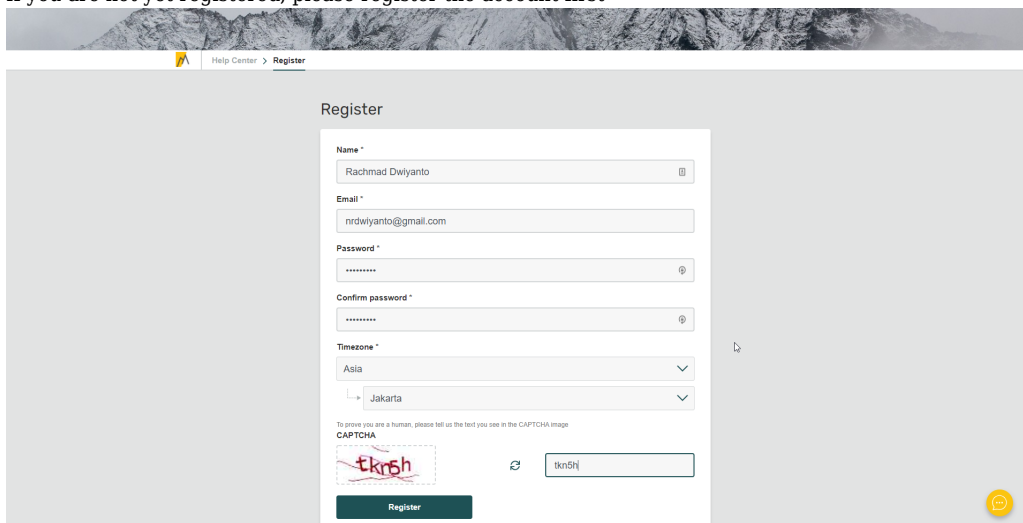 If you are not yet registered, please register the account first
Help Center > Register
Register
Name *
Rachmad Dwiyanto
Email *
nrdwiyanto@gmail.com
Password *
•••••••••
Confirm password *
•••••••••
Timezone *
Asia
Jakarta
To prove you are a human, please tell us the text you see in the CAPTCHA image
CAPTCHA
tkn5h
tkn5h
Register